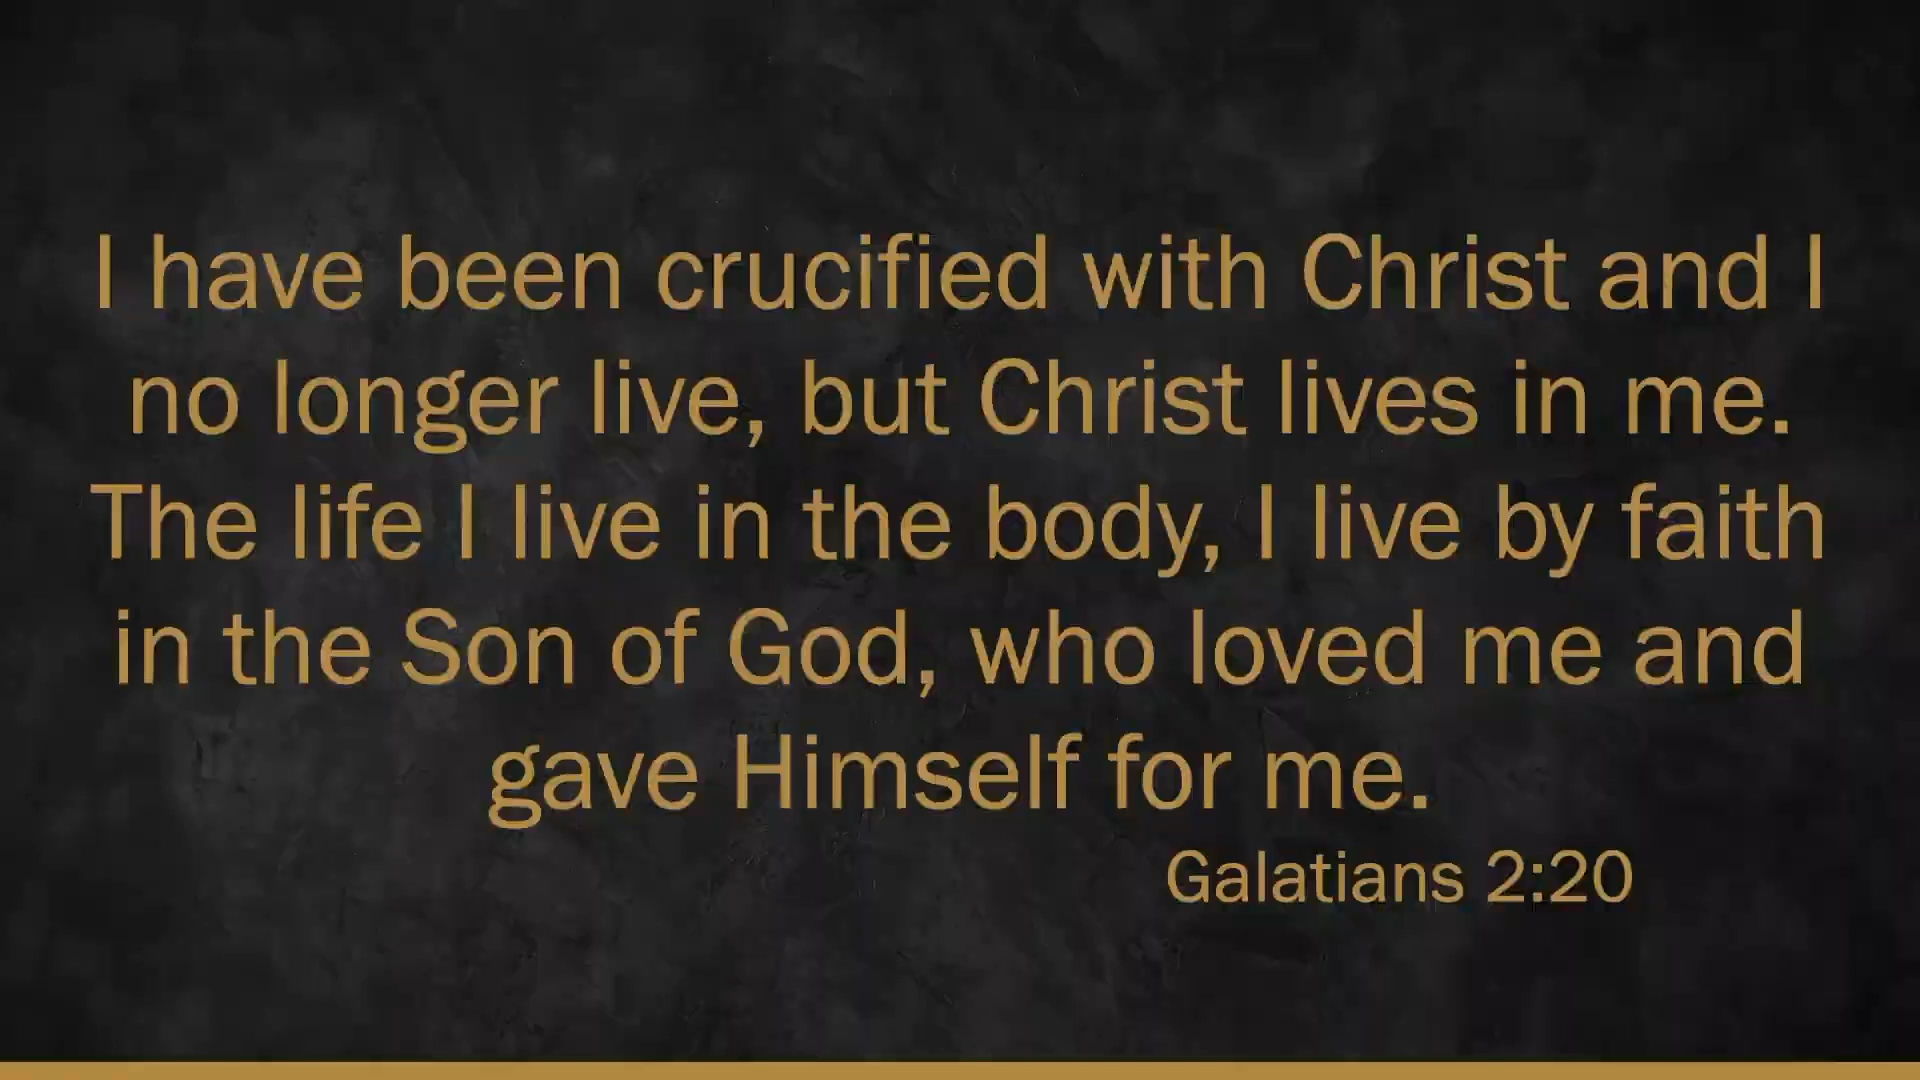 I have been crucified with Christ and I
no longer live, but Christ lives in me.
The life I live in the body, I live by faith
in the Son of God, who loved me and
gave Himself for me.
Galatians 2:20